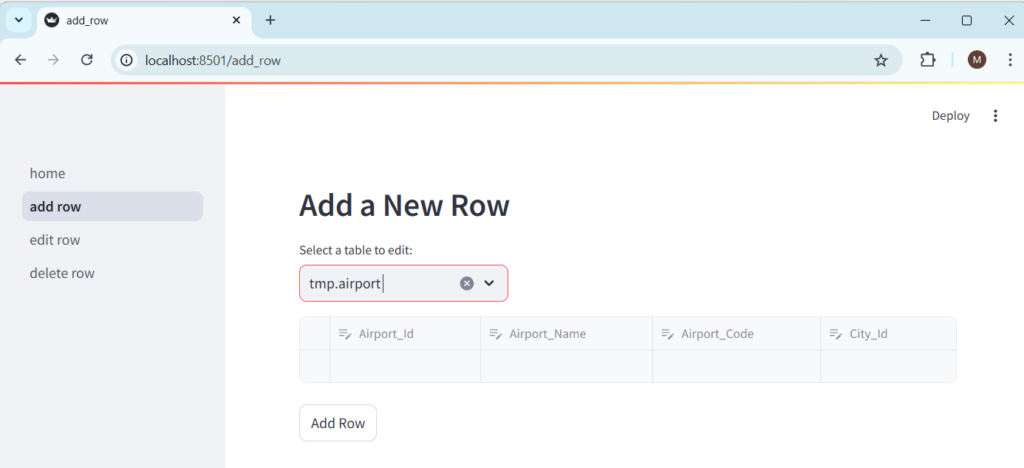 add_row
localhost:8501/add_row
M
Deploy
home
add row
edit row
delete row
Add a New Row
Select a table to edit:
tmp.airport
Airport_Id Airport_Name Airport_Code City_Id
Add Row